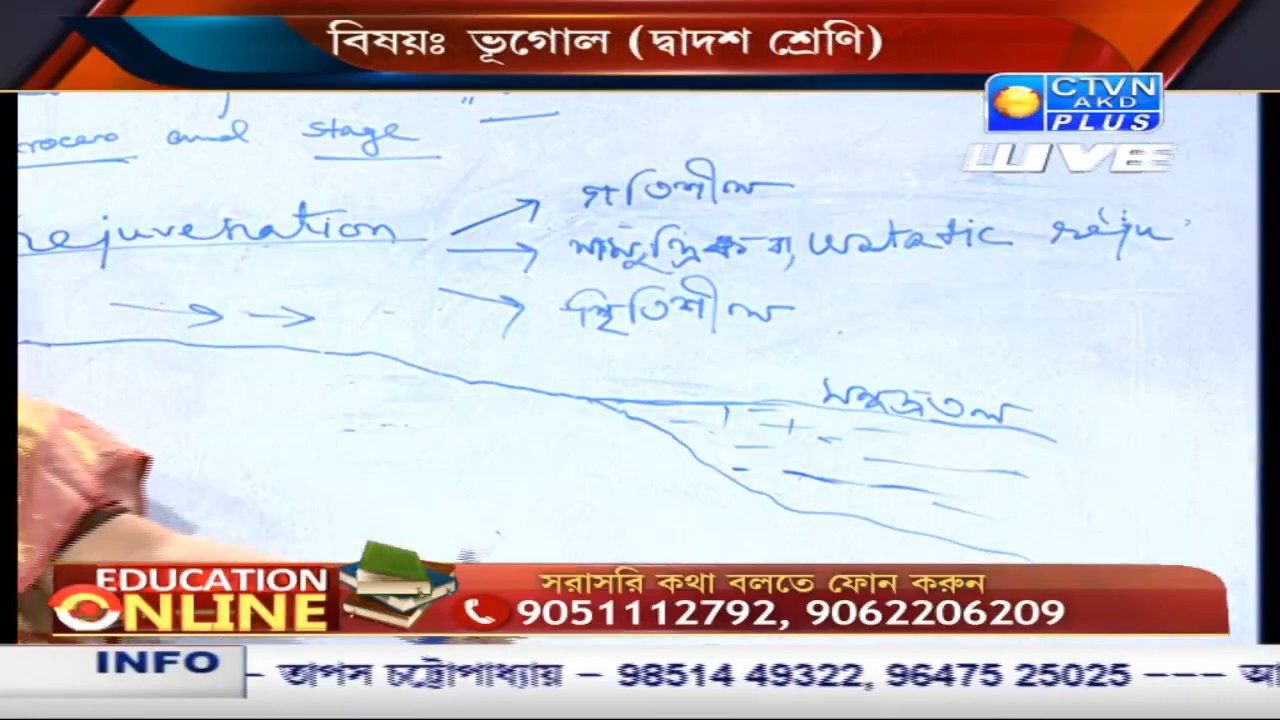 বিষয়ঃ ভূগোল (দ্বাদশ শ্রেণি)
CTVN
AKD
PLUS
LIVE
and stage
rejuvenation
গতিশীল
সামুদ্রিক বা,
স্থিতিশীল
সমুদ্রতল
EDUCATION
ONLINE
সরাসরি কথা বলতে ফোন করুন
9051112792, 9062206209
INFO
– তাপস চট্টোপাধ্যায় – 98514 49322, 96475 25025 ---